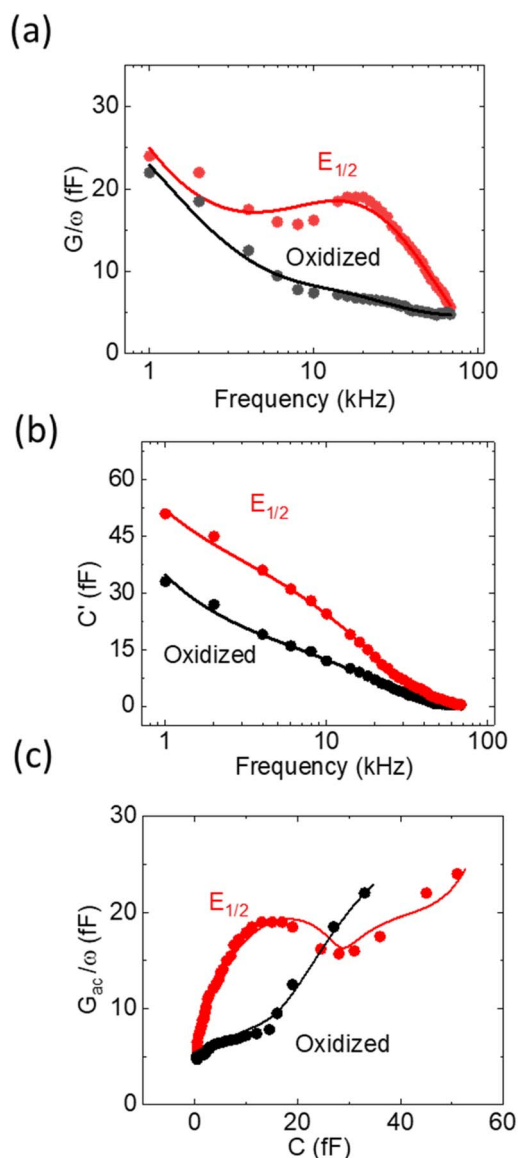 (a)
30
20
10
0
G/ω (fF)
E1/2
Oxidized
1
10
100
Frequency (kHz)
(b)
60
45
30
15
0
C' (fF)
E1/2
Oxidized
1
10
100
Frequency (kHz)
(c)
30
20
10
0
Gac/ω (fF)
E1/2
Oxidized
0
20
40
60
C (fF)